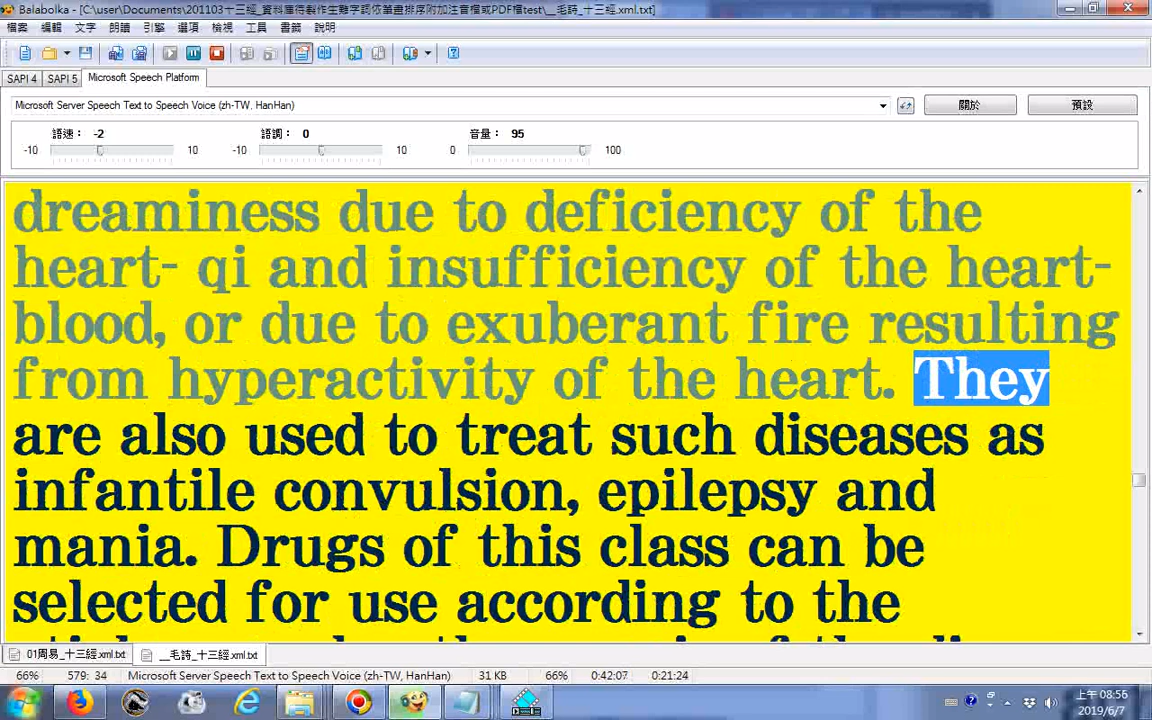 Balabolka - [C:\user\Documents\201103十三經_資料庫待製作生難字詞依筆畫排序附加注音檔或PDF檔test\__毛詩_十三經.xml.txt]
檔案 編輯 文字 朗讀 引擎 選項 檢視 工具 書籤 說明
SAPI 4 SAPI 5 Microsoft Speech Platform
Microsoft Server Speech Text to Speech Voice (zh-TW, HanHan) 關於 預設
語速： -2 語調： 0 音量： 95
-10 10 -10 10 0 100
dreaminess due to deficiency of the
heart- qi and insufficiency of the heart-
blood, or due to exuberant fire resulting
from hyperactivity of the heart. They
are also used to treat such diseases as
infantile convulsion, epilepsy and
mania. Drugs of this class can be
selected for use according to the
01周易_十三經.txt __毛詩_十三經.txt
66% 579: 34 Microsoft Server Speech Text to Speech Voice (zh-TW, HanHan) 31 KB 66% 0:42:07 0:21:24
上午 08:56
2019/6/7